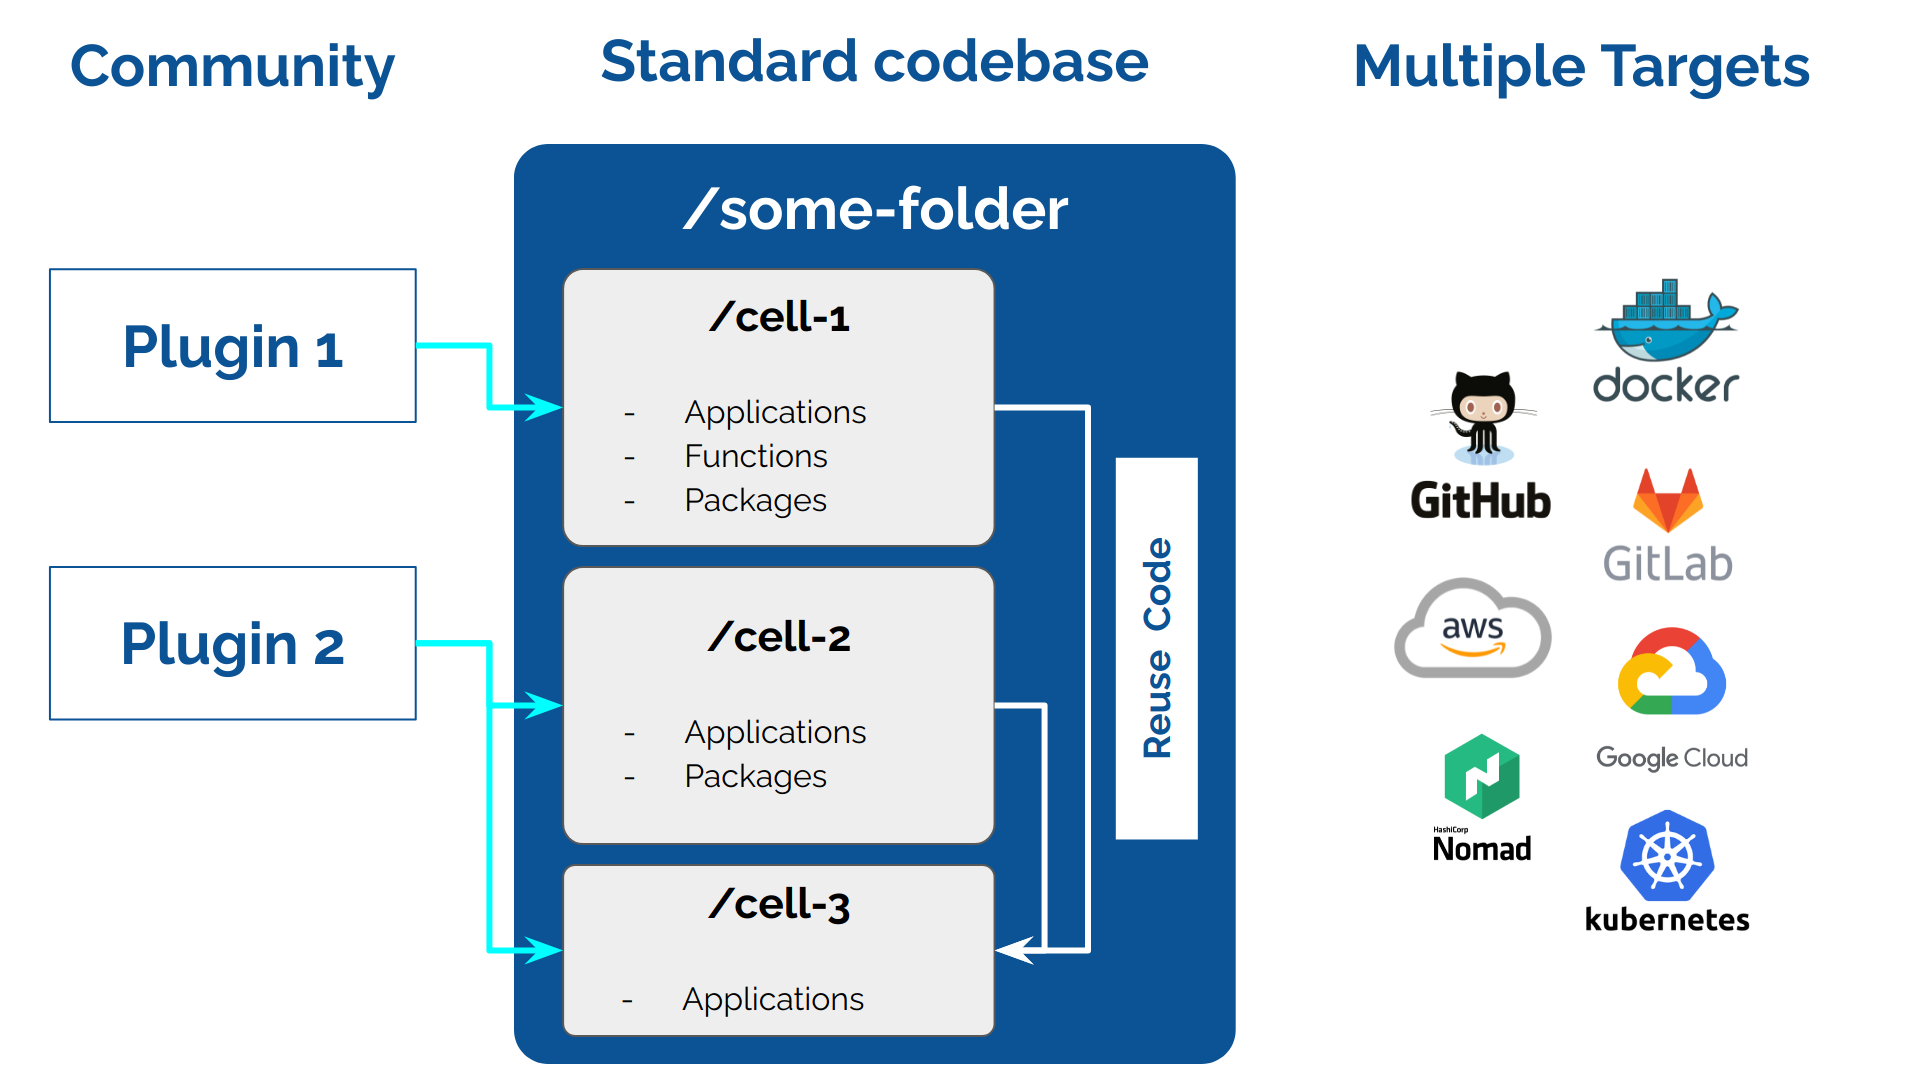 Community
Standard codebase
Multiple Targets
/some-folder
Plugin 1
/cell-1
- Applications
- Functions
- Packages
Plugin 2
/cell-2
- Applications
- Packages
/cell-3
- Applications
Reuse Code
docker
GitHub
GitLab
aws
Google Cloud
HashiCorp
Nomad
kubernetes